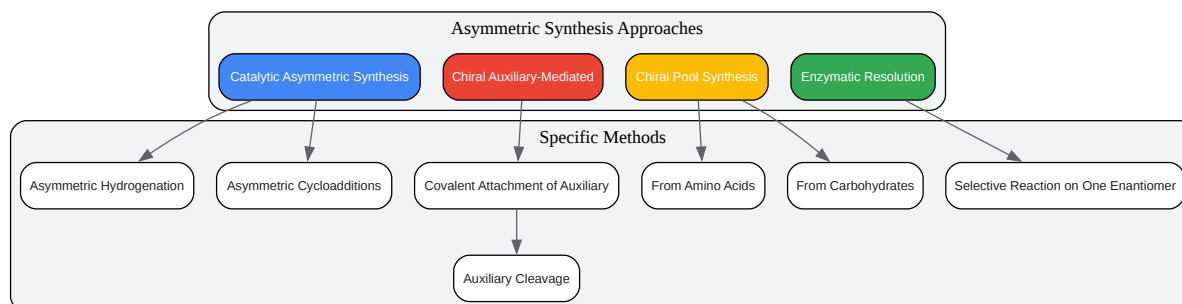 Asymmetric Synthesis Approaches
Catalytic Asymmetric Synthesis
Chiral Auxiliary-Mediated
Chiral Pool Synthesis
Enzymatic Resolution
Specific Methods
Asymmetric Hydrogenation
Asymmetric Cycloadditions
Covalent Attachment of Auxiliary
From Amino Acids
From Carbohydrates
Selective Reaction on One Enantiomer
Auxiliary Cleavage